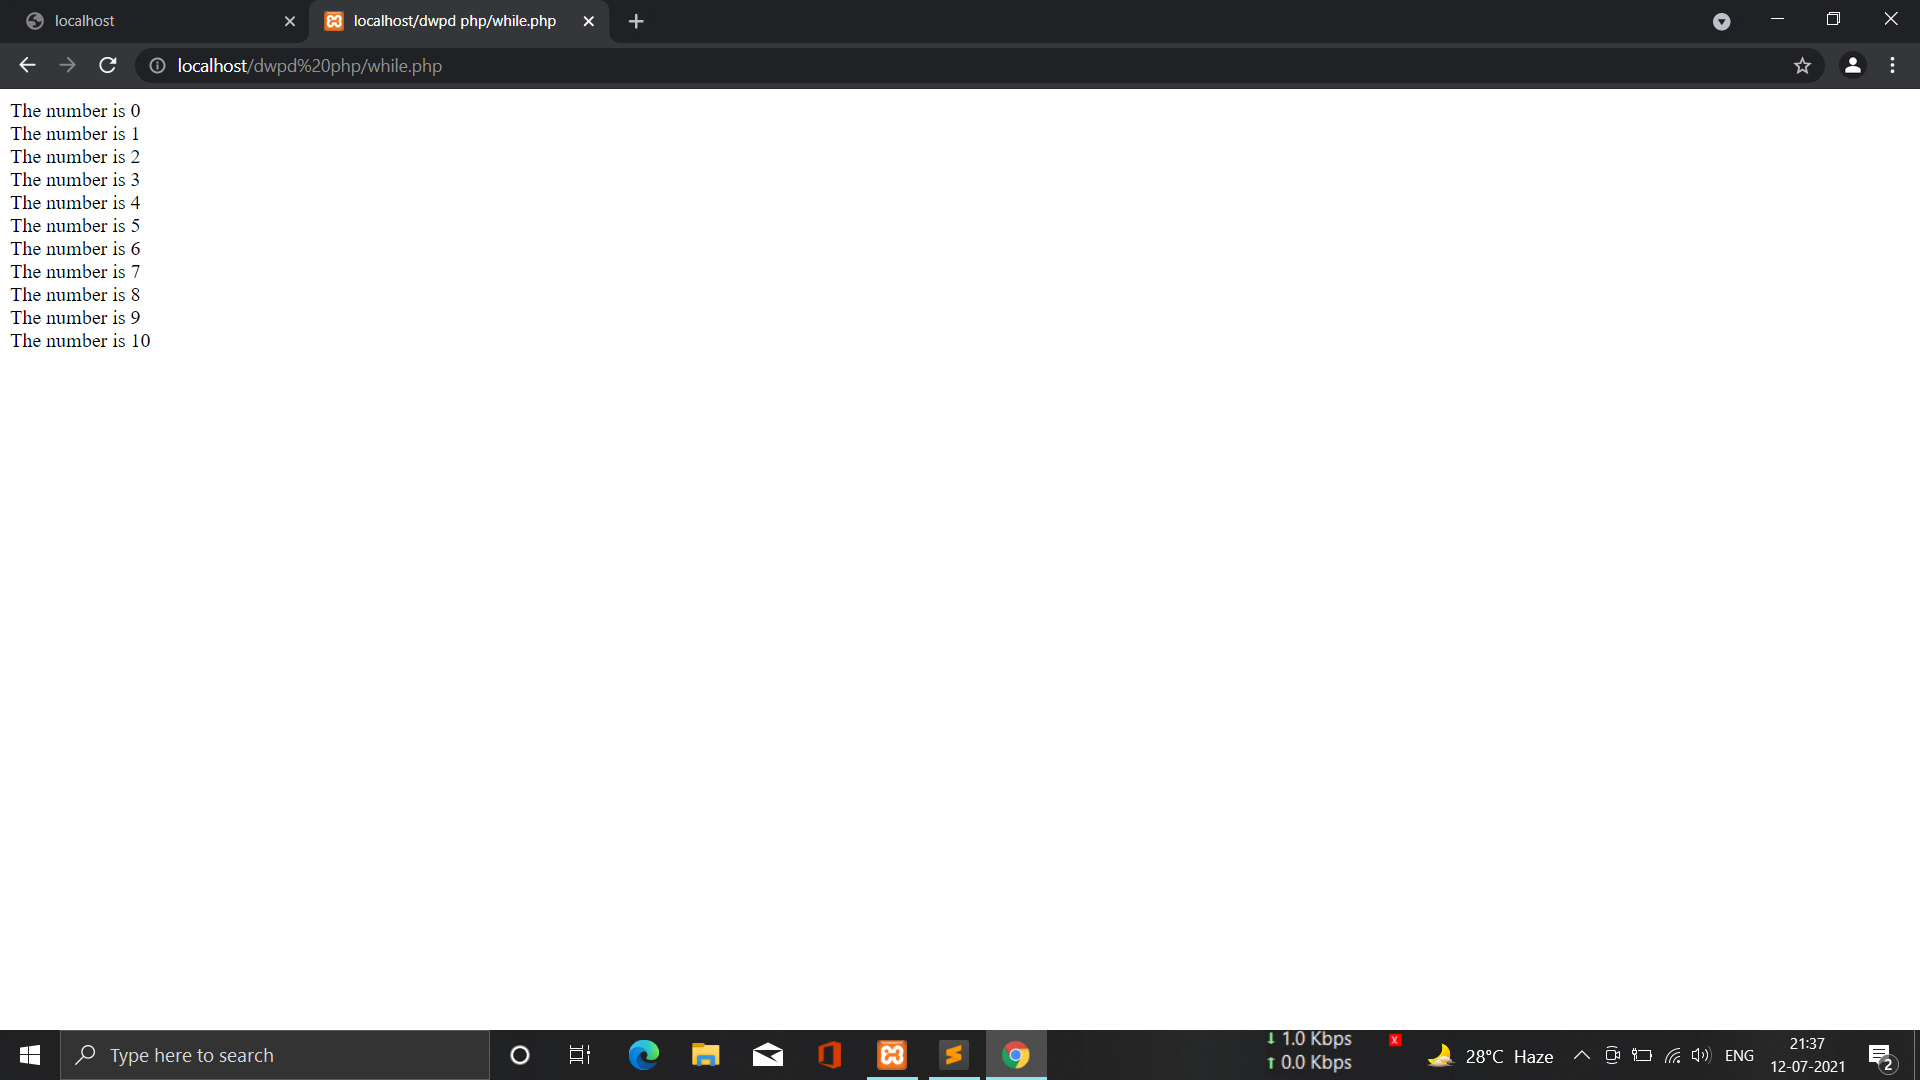 localhost
localhost/dwpd php/while.php
localhost/dwpd%20php/while.php
The number is 0
The number is 1
The number is 2
The number is 3
The number is 4
The number is 5
The number is 6
The number is 7
The number is 8
The number is 9
The number is 10
Type here to search
1.0 Kbps
0.0 Kbps
x
28°C Haze
ENG
21:37
12-07-2021
2